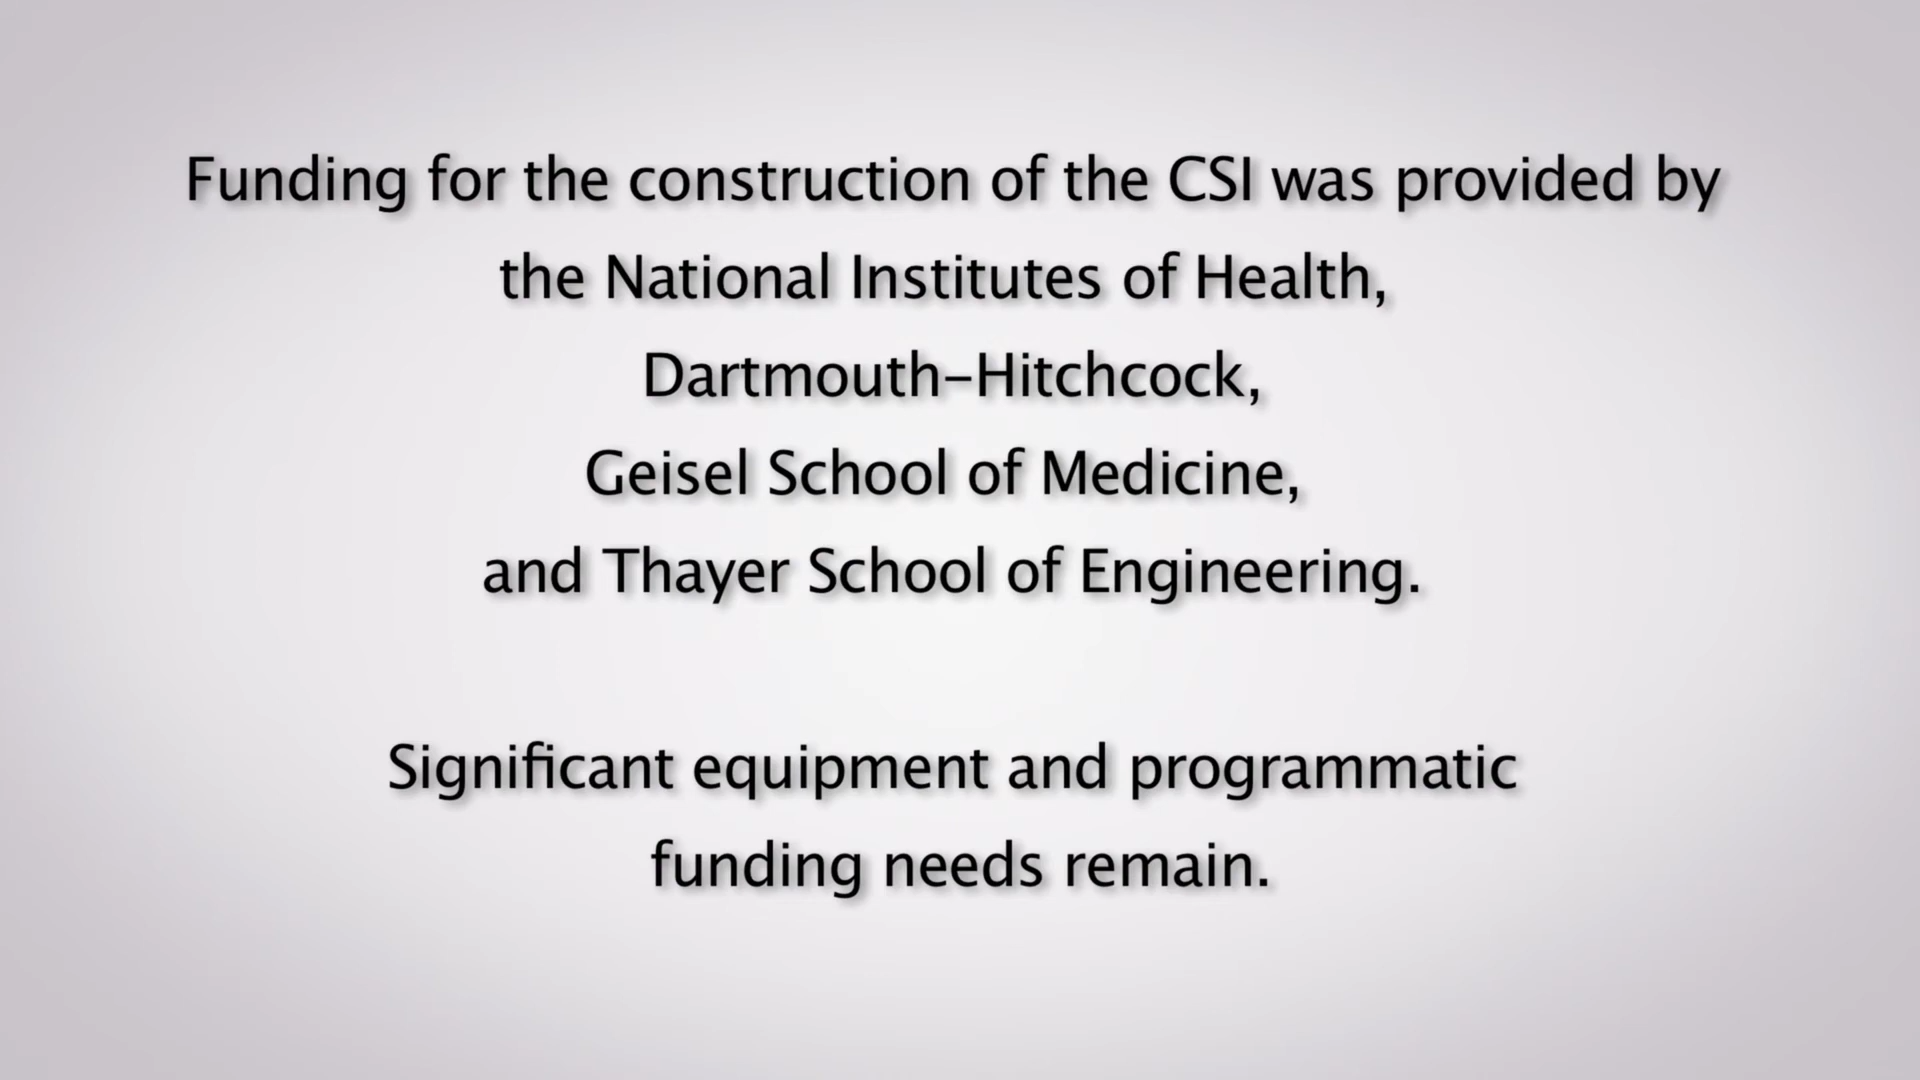 Funding for the construction of the CSI was provided by
the National Institutes of Health,
Dartmouth–Hitchcock,
Geisel School of Medicine,
and Thayer School of Engineering.
Significant equipment and programmatic
funding needs remain.